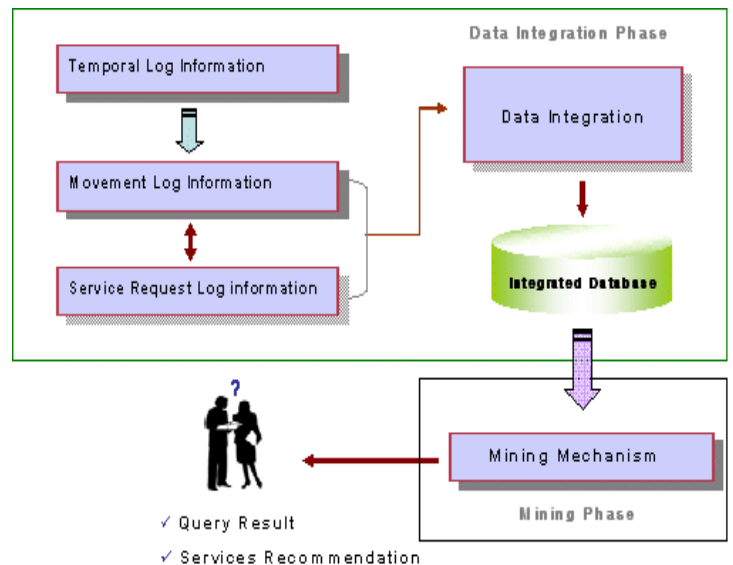 Data Integration Phase
Temporal Log Information
Data Integration
Movement Log Information
Service Request Log information
Integrated Database
?
Mining Mechanism
Mining Phase
✓ Query Result
✓ Services Recommendation